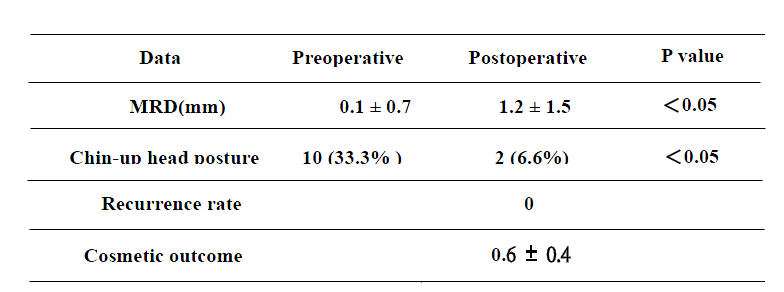 Data Preoperative Postoperative P value
MRD(mm) 0.1 ± 0.7 1.2 ± 1.5 <0.05
Chin-up head posture 10 (33.3% ) 2 (6.6%) <0.05
Recurrence rate 0
Cosmetic outcome 0.6 ± 0.4